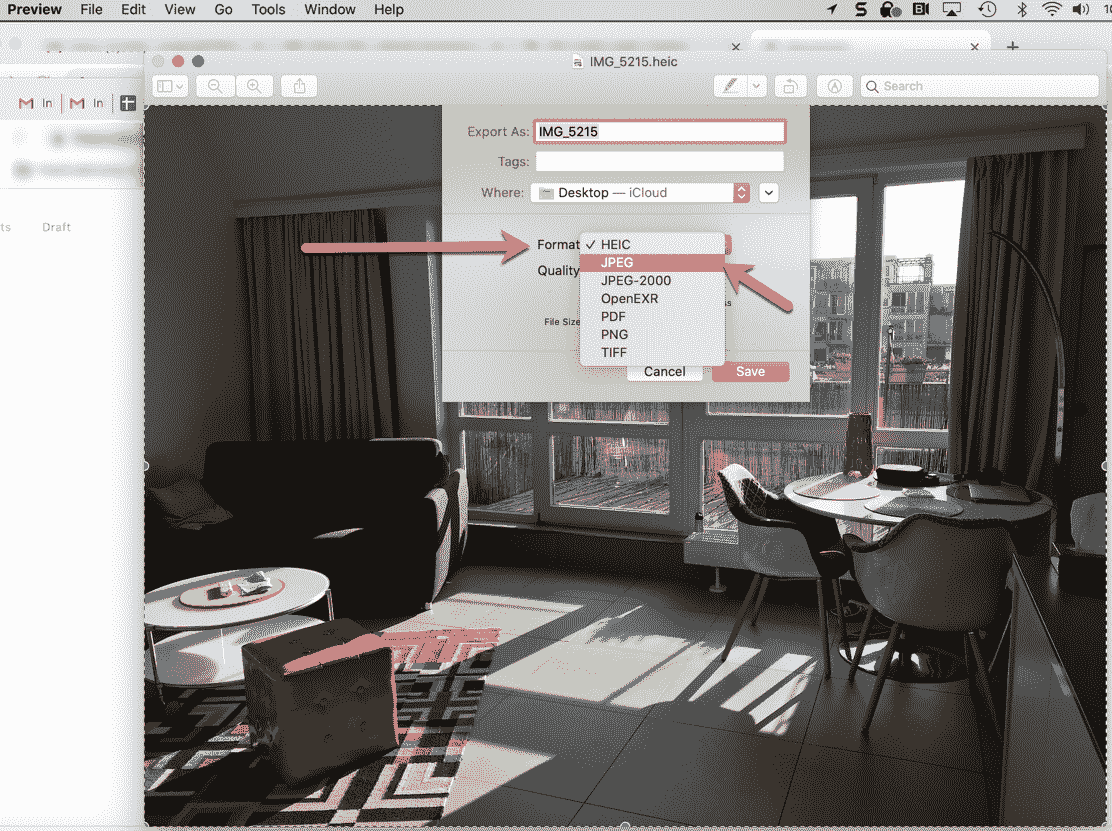 Preview File Edit View Go Tools Window Help
IMG_5215.heic
In In
Search
Export As: IMG_5215
Tags:
Where: Desktop — iCloud
ts Draft
Format ✓ HEIC
JPEG
Quality
JPEG-2000
OpenEXR
ss
PDF
File Size
PNG
TIFF
Cancel Save